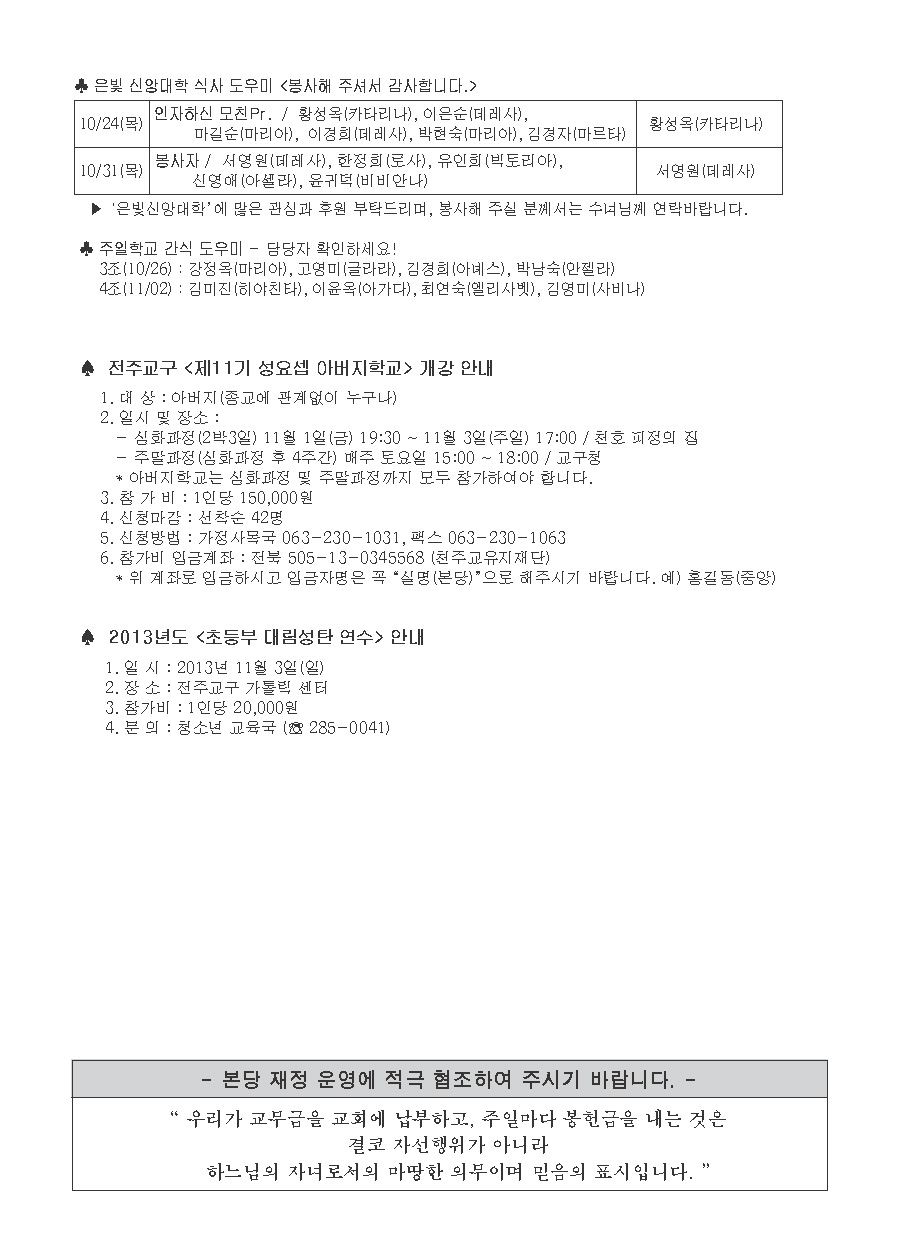 ♣ 은빛 신앙대학 식사 도우미 <봉사해 주셔서 감사합니다.>
10/24(목) 인자하신 모친Pr. / 황성옥(카타리나), 이은순(데레사), 황성옥(카타리나)
마길순(마리아), 이경희(데레사), 박현숙(마리아), 김경자(마르타)
10/31(목) 봉사자 / 서영원(데레사), 한정희(로사), 유인희(빅토리아), 서영원(데레사)
신영애(아셀라), 윤귀덕(비비안나)
▶ ‘은빛신앙대학’에 많은 관심과 후원 부탁드리며, 봉사해 주실 분께서는 수녀님께 연락바랍니다.
♣ 주일학교 간식 도우미 - 담당자 확인하세요!
3조(10/26) : 강정옥(마리아), 고영미(글라라), 김경희(아녜스), 박남숙(안젤라)
4조(11/02) : 김미진(히야친타), 이윤옥(아가다), 최연숙(엘리사벳), 김영미(사비나)
♠ 전주교구 <제11기 성요셉 아버지학교> 개강 안내
1. 대 상 : 아버지(종교에 관계없이 누구나)
2. 일시 및 장소 :
- 심화과정(2박3일) 11월 1일(금) 19:30 ~ 11월 3일(주일) 17:00 / 천호 피정의 집
- 주말과정(심화과정 후 4주간) 매주 토요일 15:00 ~ 18:00 / 교구청
* 아버지학교는 심화과정 및 주말과정까지 모두 참가하여야 합니다.
3. 참 가 비 : 1인당 150,000원
4. 신청마감 : 선착순 42명
5. 신청방법 : 가정사목국 063-230-1031, 팩스 063-230-1063
6. 참가비 입금계좌 : 전북 505-13-0345568 (천주교유지재단)
* 위 계좌로 입금하시고 입금자명은 꼭 “실명(본당)”으로 해주시기 바랍니다. 예) 홍길동(중앙)
♠ 2013년도 <초등부 대림성탄 연수> 안내
1. 일 시 : 2013년 11월 3일(일)
2. 장 소 : 전주교구 가톨릭 센터
3. 참가비 : 1인당 20,000원
4. 문 의 : 청소년 교육국 (☎ 285-0041)
- 본당 재정 운영에 적극 협조하여 주시기 바랍니다. -
“ 우리가 교무금을 교회에 납부하고, 주일마다 봉헌금을 내는 것은
결코 자선행위가 아니라
하느님의 자녀로서의 마땅한 의무이며 믿음의 표시입니다. ”